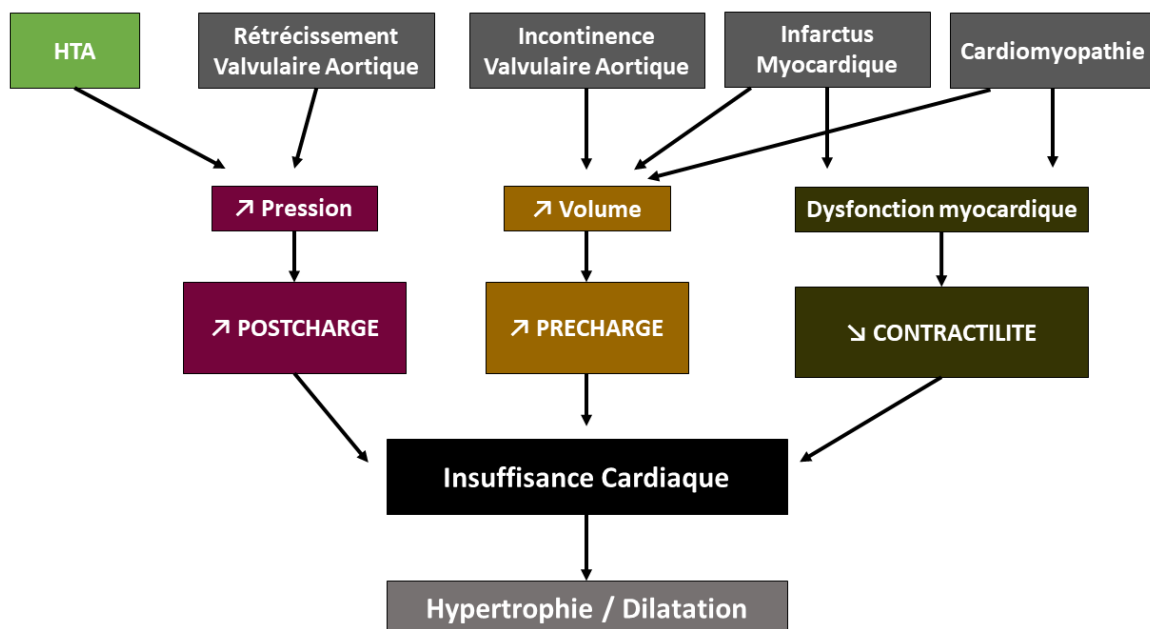 HTA
Rétrécissement
Valvulaire Aortique
Incontinence
Valvulaire Aortique
Infarctus
Myocardique
Cardiomyopathie
↗ Pression
↗ Volume
Dysfonction myocardique
↗ POSTCHARGE
↗ PRECHARGE
↘ CONTRACTILITE
Insuffisance Cardiaque
Hypertrophie / Dilatation